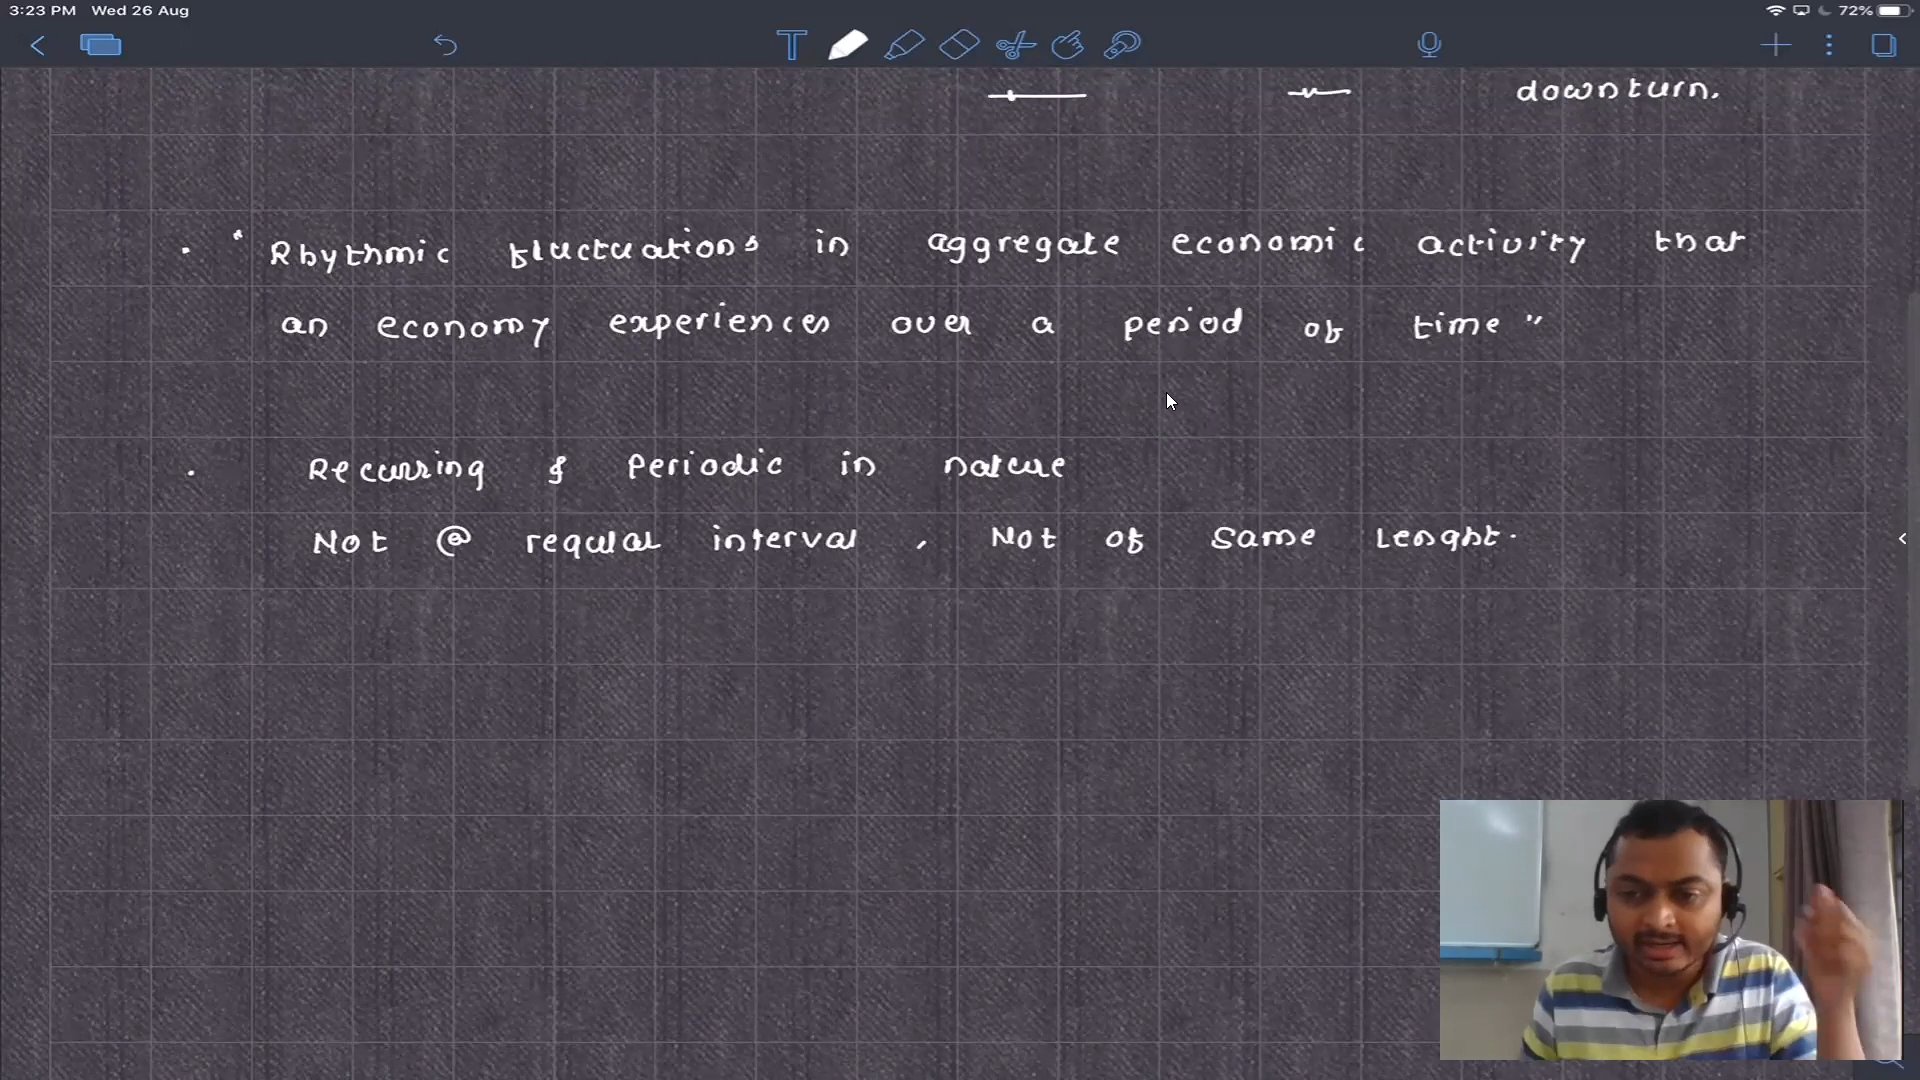 3:23 PM Wed 26 Aug 72%
T
downturn.
. " Rhythmic fluctuations in aggregate economic activity that
an economy experiences over a period of time "
. Recurring & Periodic in nature
Not @ regular interval , Not of same Lenght.